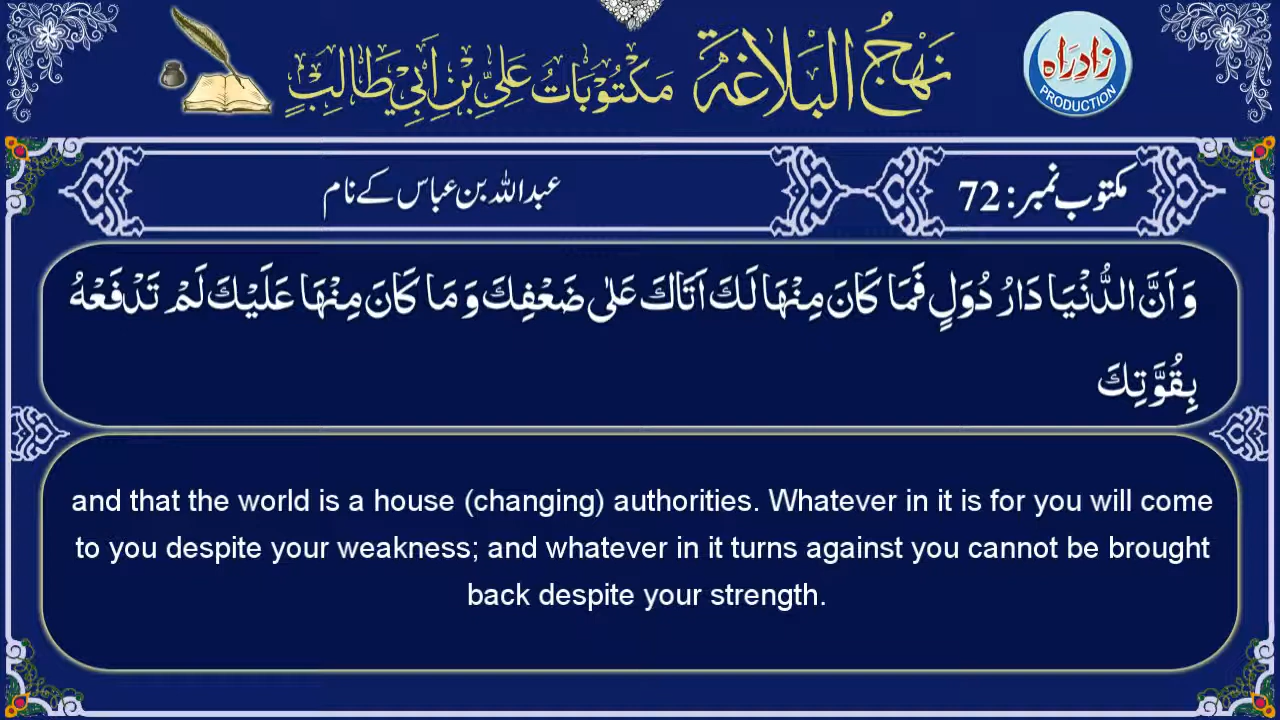 نَهْجُ الْبَلَاغَة مَكْتُوْبَاتُ عَلِيِّ بْنِ اَبِيْ طَالِبٍ
زادِرَاہ
PRODUCTION
مکتوب نمبر: 72
عبداللہ بن عباس کے نام
وَ اَنَّ الدُّنْیَا دَارُ دُوَلٍ فَمَا كَانَ مِنْهَا لَكَ اَتَاكَ عَلٰی ضَعْفِكَ وَ مَا كَانَ مِنْهَا عَلَیْكَ لَمْ تَدْفَعْهُ
بِقُوَّتِكَ
and that the world is a house (changing) authorities. Whatever in it is for you will come
to you despite your weakness; and whatever in it turns against you cannot be brought
back despite your strength.